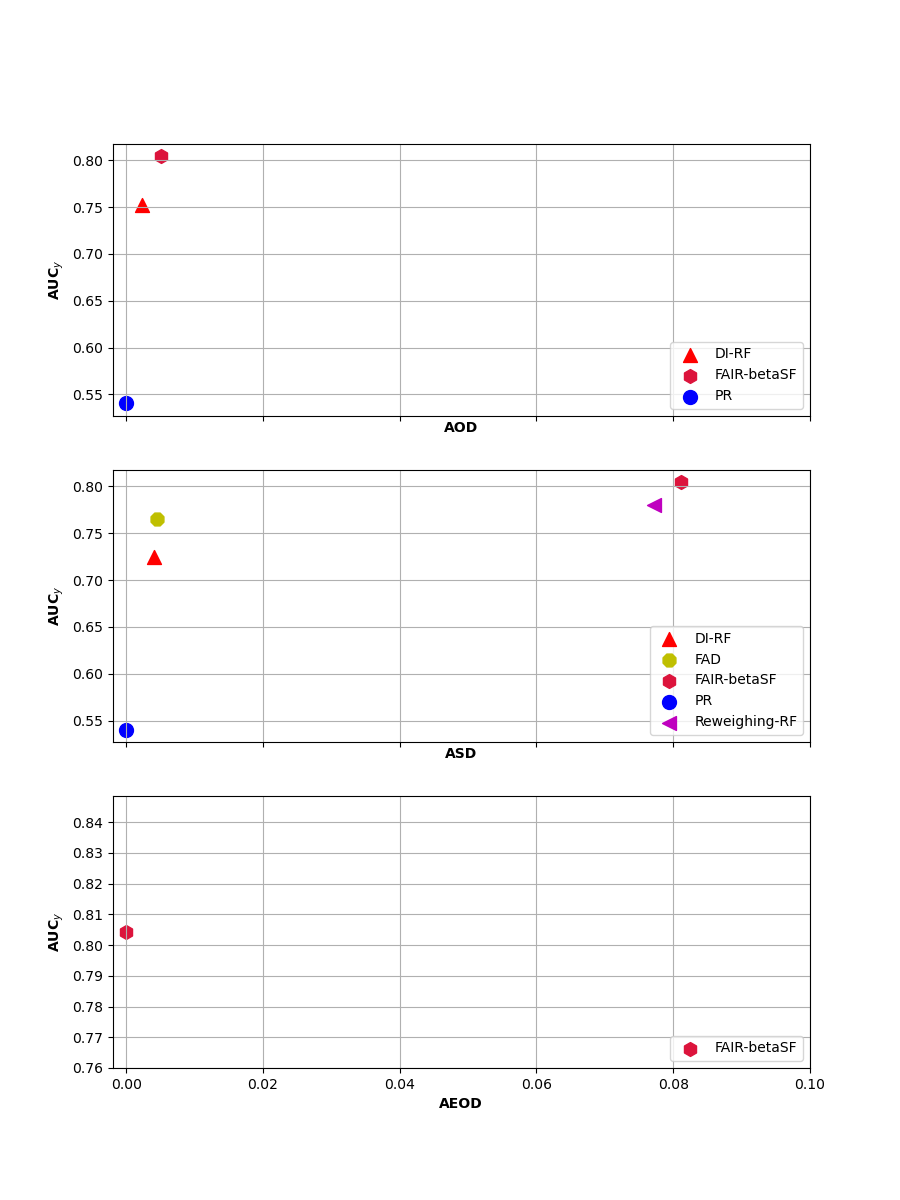 0.80
0.75
0.70
0.65
0.60
0.55
AUCy
DI-RF
FAIR-betaSF
PR
AOD
0.80
0.75
0.70
0.65
0.60
0.55
AUCy
DI-RF
FAD
FAIR-betaSF
PR
Reweighing-RF
ASD
0.84
0.83
0.82
0.81
0.80
0.79
0.78
0.77
0.76
AUCy
FAIR-betaSF
0.00 0.02 0.04 0.06 0.08 0.10
AEOD